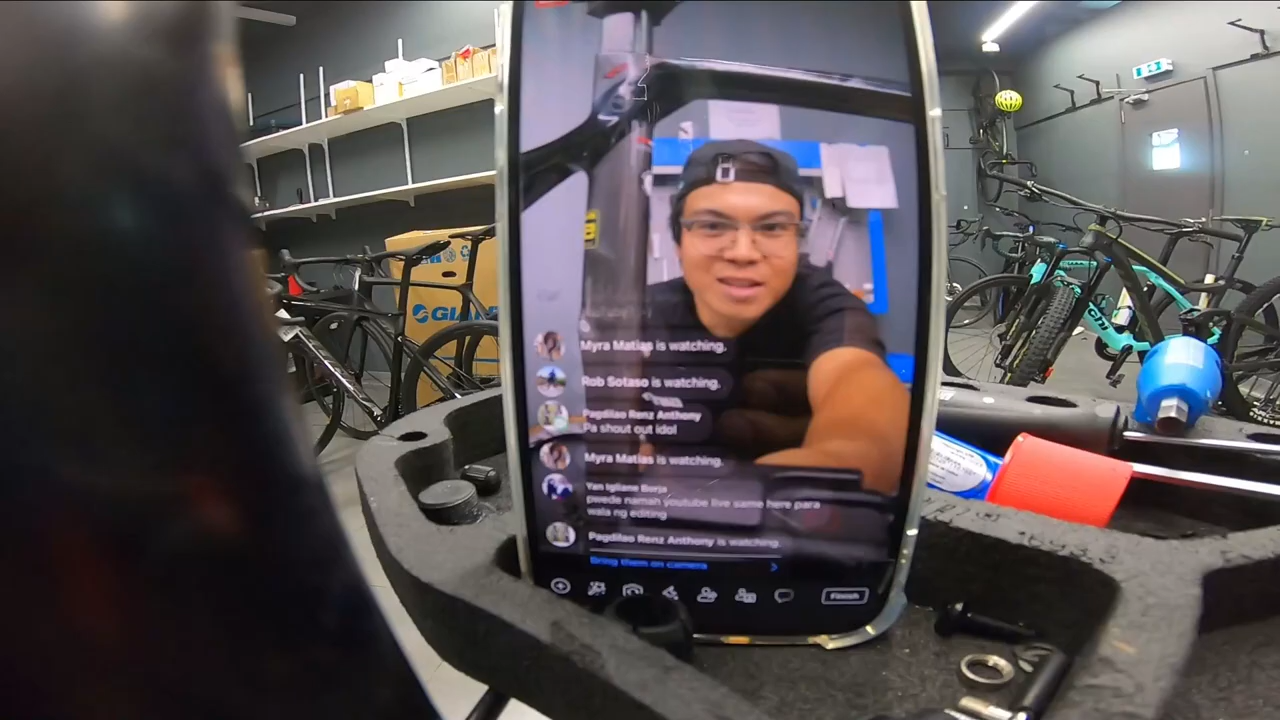 Myra Matias is watching.
Rob Sotaso is watching.
Pagdilao Renz Anthony
Pa shout out idol
Myra Matias is watching.
Yan Igliane Borja
pwede namah youtube live same here para
wala ng editing
Pagdilao Renz Anthony is watching.
Bring them on camera
Finish
GIAN